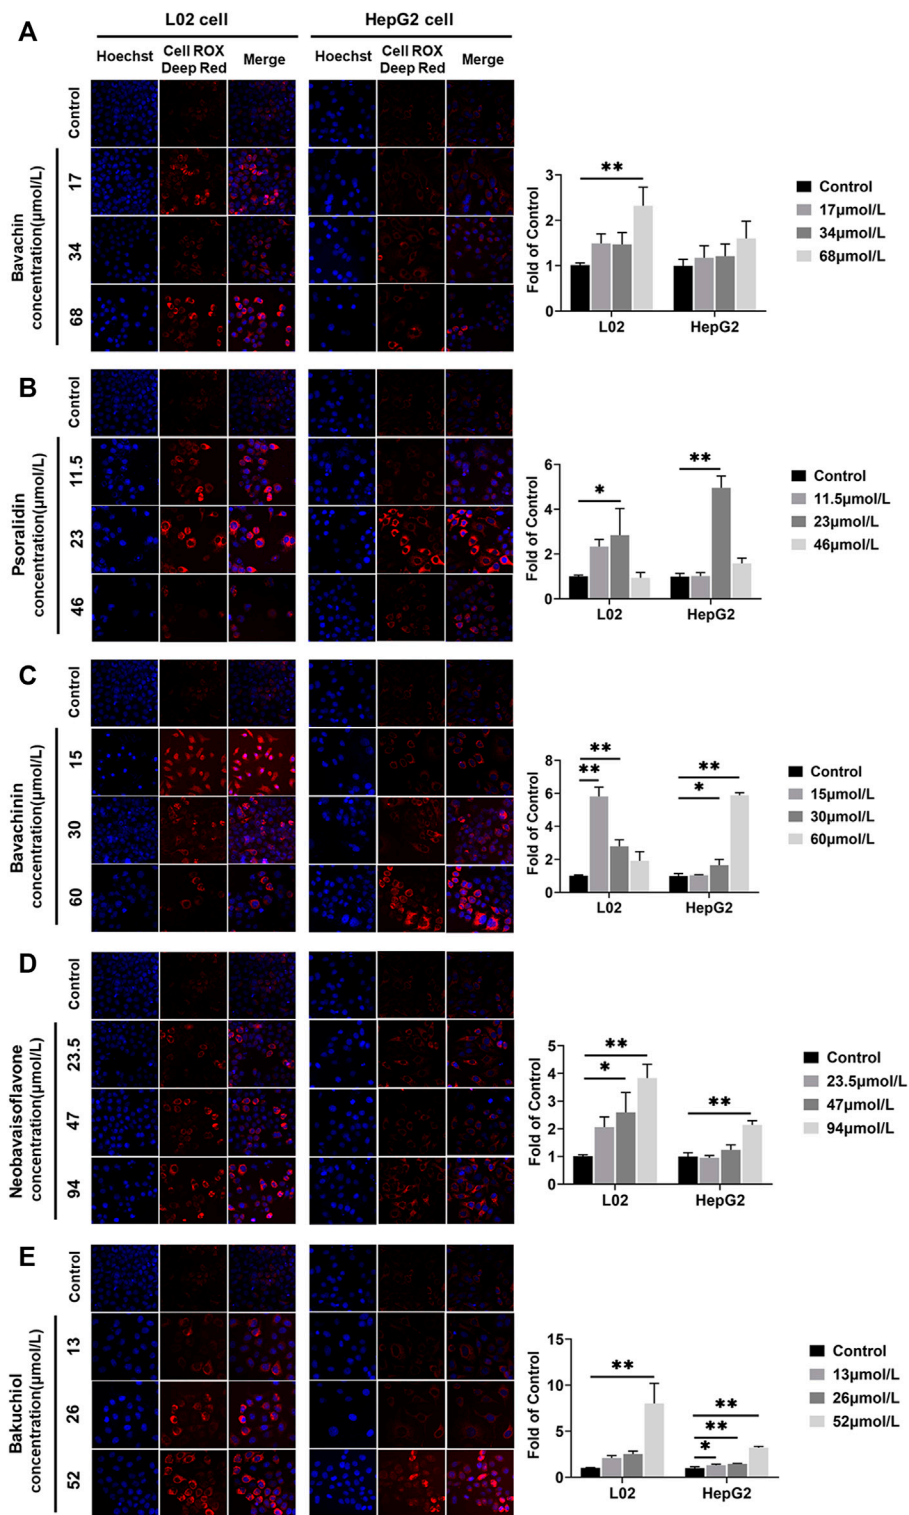 A
L02 cell
HepG2 cell
Hoechst
Cell ROX
Deep Red
Merge
Hoechst
Cell ROX
Deep Red
Merge
Bavachin
concentration(μmol/L)
Control
17
34
68
Fold of Control
3
2
1
0
**
L02
HepG2
Control
17μmol/L
34μmol/L
68μmol/L
B
Psoralidin
concentration(μmol/L)
Control
11.5
23
46
Fold of Control
6
4
2
0
*
**
L02
HepG2
Control
11.5μmol/L
23μmol/L
46μmol/L
C
Bavachinin
concentration(μmol/L)
Control
15
30
60
Fold of Control
8
6
4
2
0
**
**
**
*
L02
HepG2
Control
15μmol/L
30μmol/L
60μmol/L
D
Neobavaisoflavone
concentration(μmol/L)
Control
23.5
47
94
Fold of Control
5
4
3
2
1
0
**
*
**
L02
HepG2
Control
23.5μmol/L
47μmol/L
94μmol/L
E
Bakuchiol
concentration(μmol/L)
Control
13
26
52
Fold of Control
15
10
5
0
**
**
**
*
L02
HepG2
Control
13μmol/L
26μmol/L
52μmol/L